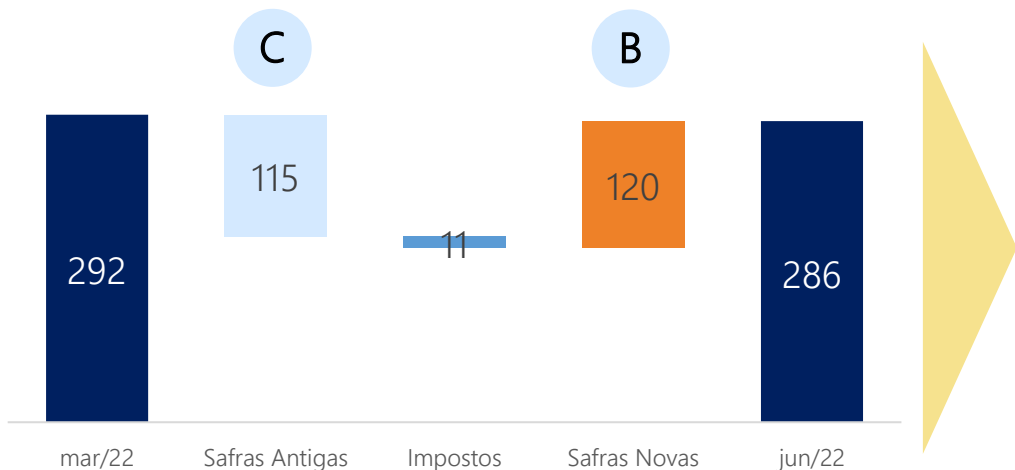 C
B
115
120
11
292
286
mar/22
Safras Antigas
Impostos
Safras Novas
jun/22